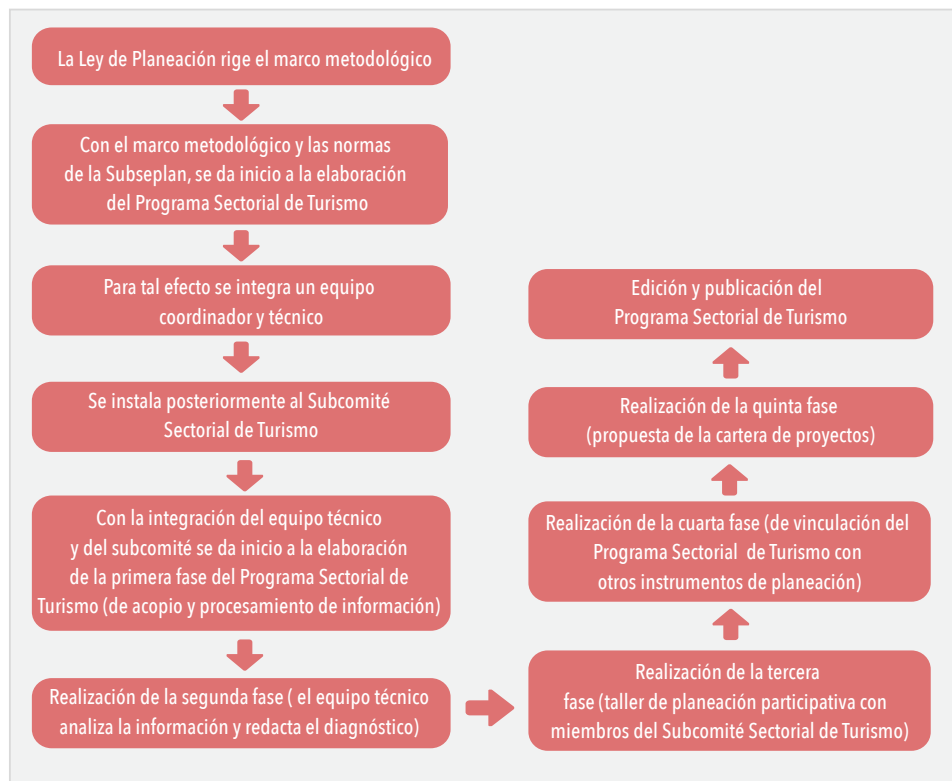 La Ley de Planeación rige el marco metodológico
Con el marco metodológico y las normas
de la Subseplan, se da inicio a la elaboración
del Programa Sectorial de Turismo
Para tal efecto se integra un equipo
coordinador y técnico
Se instala posteriormente al Subcomité
Sectorial de Turismo
Con la integración del equipo técnico
y del subcomité se da inicio a la elaboración
de la primera fase del Programa Sectorial de
Turismo (de acopio y procesamiento de información)
Realización de la segunda fase ( el equipo técnico
analiza la información y redacta el diagnóstico)
Realización de la tercera
fase (taller de planeación participativa con
miembros del Subcomité Sectorial de Turismo)
Realización de la cuarta fase (de vinculación del
Programa Sectorial de Turismo con
otros instrumentos de planeación)
Realización de la quinta fase
(propuesta de la cartera de proyectos)
Edición y publicación del
Programa Sectorial de Turismo